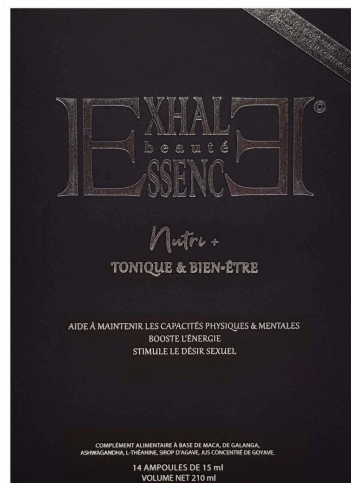 EXHALE
beauté
ESSENCE
©
Nutri +
TONIQUE & BIEN-ÊTRE
AIDE À MAINTENIR LES CAPACITÉS PHYSIQUES & MENTALES
BOOSTE L'ÉNERGIE
STIMULE LE DÉSIR SEXUEL
COMPLÉMENT ALIMENTAIRE À BASE DE MACA, DE GALANGA,
ASHWAGANDHA, L-THÉANINE, SIROP D'AGAVE, JUS CONCENTRÉ DE GOYAVE.
14 AMPOULES DE 15 ml
VOLUME NET 210 ml